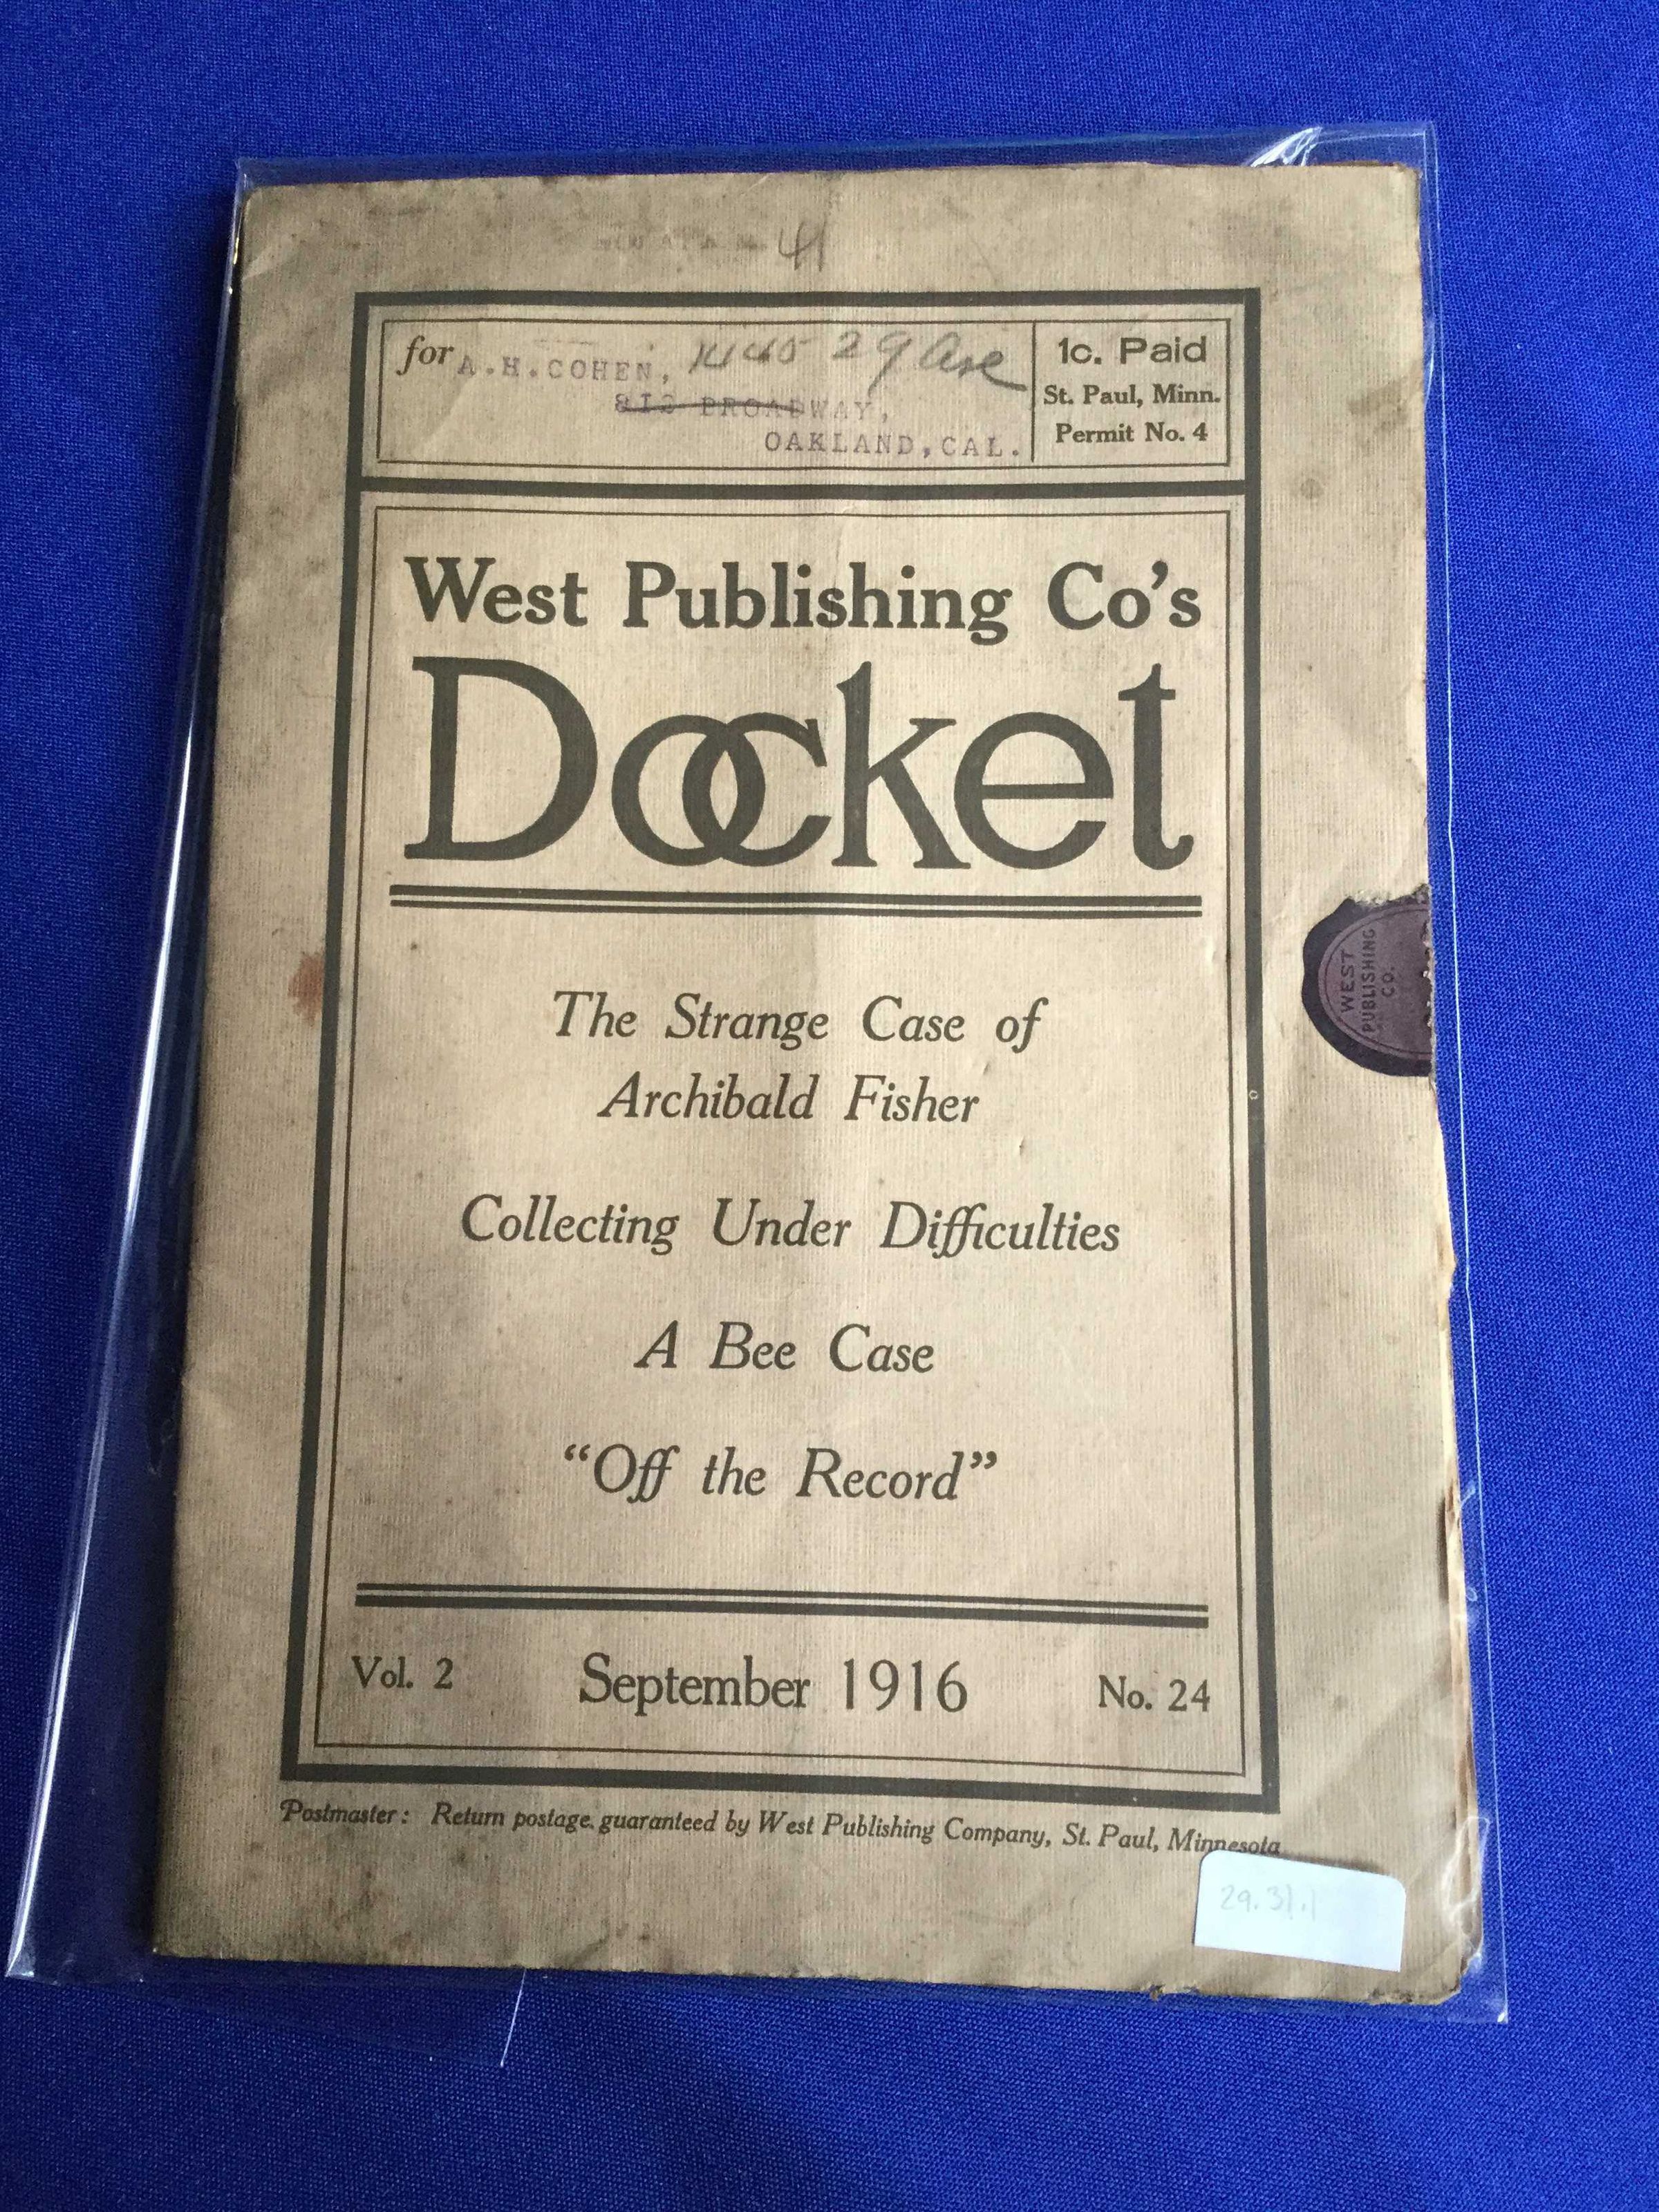 41
for A.H.COHEN, 29 Ave
812 BROADWAY,
OAKLAND, CAL.
1c. Paid
St. Paul, Minn.
Permit No. 4
West Publishing Co's
Docket
The Strange Case of
Archibald Fisher
Collecting Under Difficulties
A Bee Case
“Off the Record”
Vol. 2 September 1916 No. 24
Postmaster: Return postage guaranteed by West Publishing Company, St. Paul, Minnesota
WEST
PUBLISHING
CO.
29.31.1